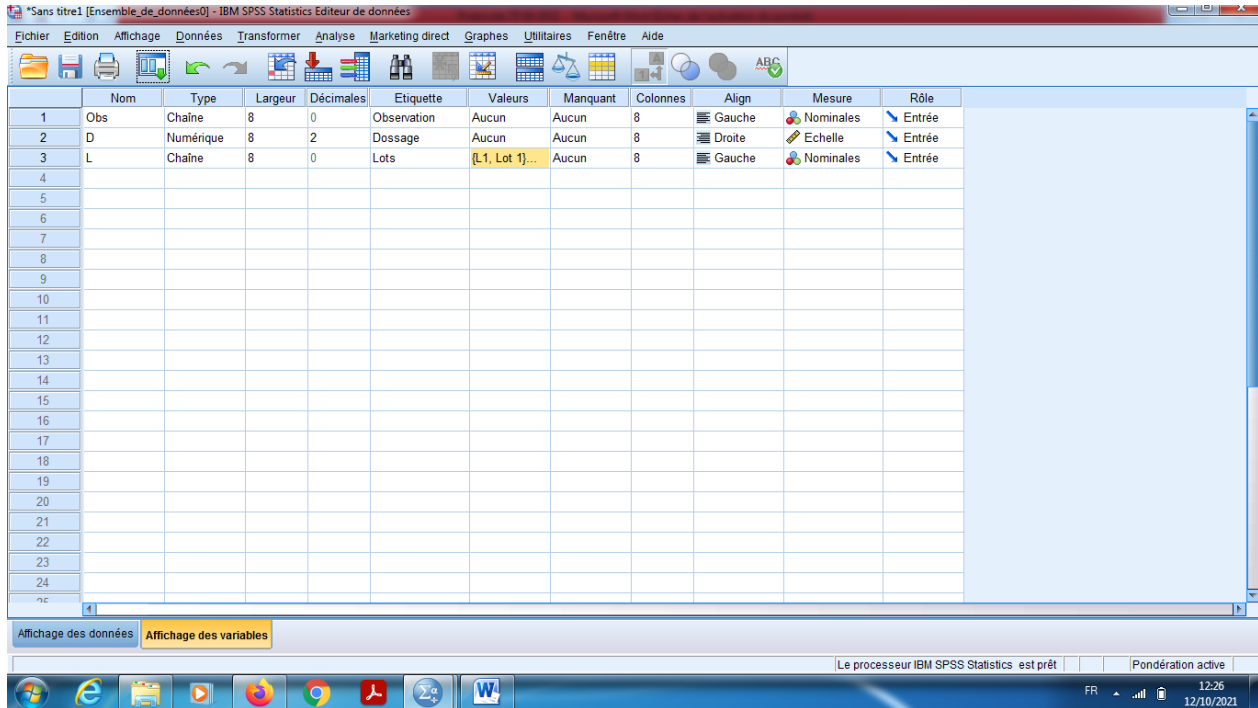 *Sans titre1 [Ensemble_de_données0] - IBM SPSS Statistics Editeur de données
Fichier Edition Affichage Données Transformer Analyse Marketing direct Graphes Utilitaires Fenêtre Aide
Nom Type Largeur Décimales Etiquette Valeurs Manquant Colonnes Align Mesure Rôle
1 Obs Chaîne 8 0 Observation Aucun Aucun 8 Gauche Nominales Entrée
2 D Numérique 8 2 Dossage Aucun Aucun 8 Droite Echelle Entrée
3 L Chaîne 8 0 Lots {L1, Lot 1}... Aucun 8 Gauche Nominales Entrée
4
5
6
7
8
9
10
11
12
13
14
15
16
17
18
19
20
21
22
23
24
Affichage des données Affichage des variables
Le processeur IBM SPSS Statistics est prêt Pondération active
FR 12:26
12/10/2021